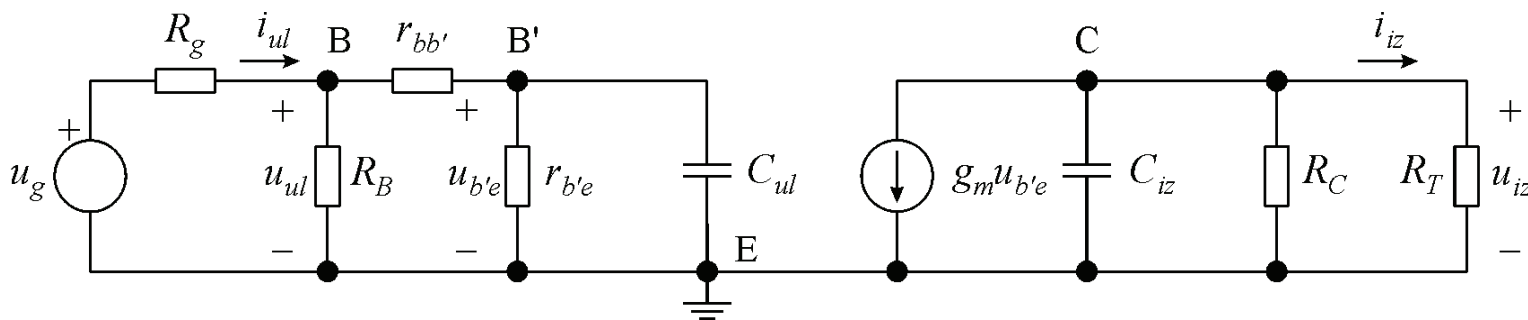 R_g i_ul B r_bb' B' C i_iz
+ + + +
u_g u_ul R_B u_b'e r_b'e C_ul g_m u_b'e C_iz R_C R_T u_iz
− − E −